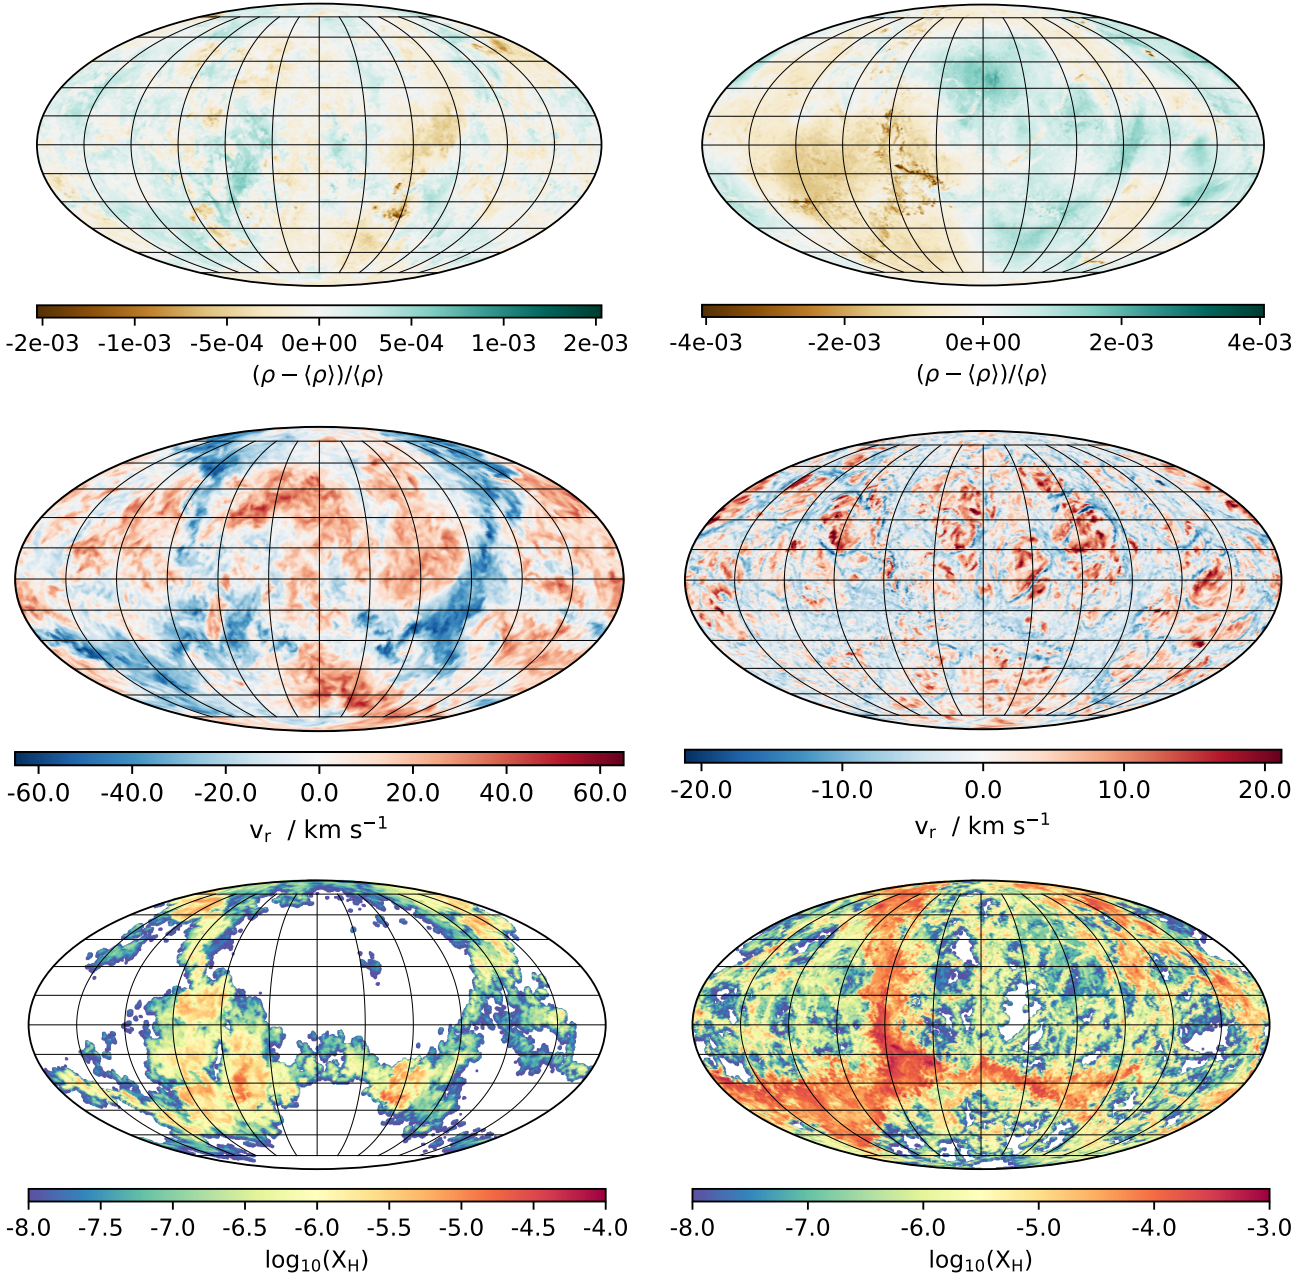 -2e-03 -1e-03 -5e-04 0e+00 5e-04 1e-03 2e-03
(ρ − ⟨ρ⟩)/⟨ρ⟩
-4e-03 -2e-03 0e+00 2e-03 4e-03
(ρ − ⟨ρ⟩)/⟨ρ⟩
-60.0 -40.0 -20.0 0.0 20.0 40.0 60.0
vᵣ / km s⁻¹
-20.0 -10.0 0.0 10.0 20.0
vᵣ / km s⁻¹
-8.0 -7.5 -7.0 -6.5 -6.0 -5.5 -5.0 -4.5 -4.0
log₁₀(X_H)
-8.0 -7.0 -6.0 -5.0 -4.0 -3.0
log₁₀(X_H)